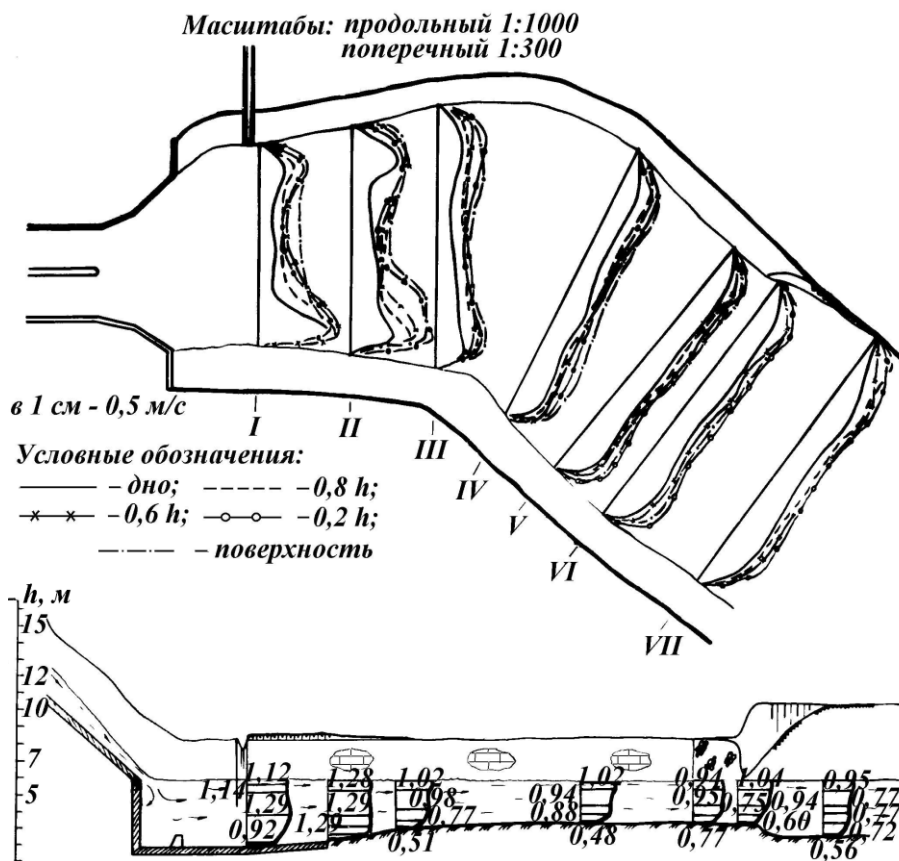 Масштабы: продольный 1:1000
поперечный 1:300
в 1 см - 0,5 м/с
I
II
III
IV
V
VI
VII
Условные обозначения:
- дно; - 0,8 h;
- 0,6 h; - 0,2 h;
- поверхность
h, м
15
12
10
7
5
1,14 1,12 1,28 1,02 1,02 0,94 1,04 0,95
1,29 1,29 0,98 0,94 0,95 0,75 0,94 0,77
0,92 1,29 0,77 0,88 0,60 0,77
0,51 0,48 0,77 0,56 0,72